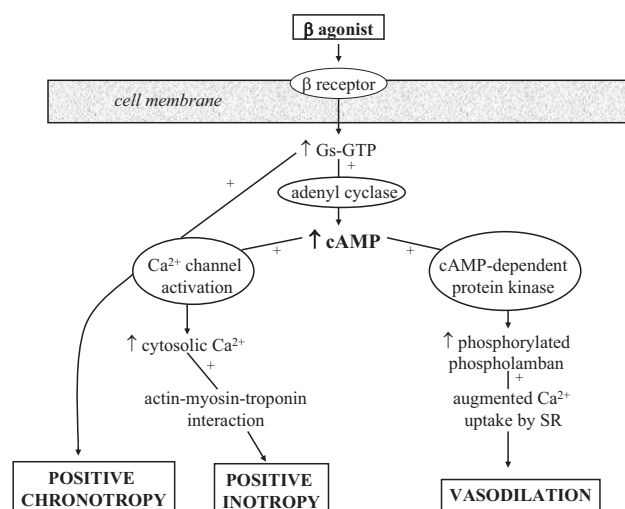 β agonist
β receptor
cell membrane
↑ Gs-GTP
+
+
adenyl cyclase
↑ cAMP
+
+
Ca²⁺ channel
activation
cAMP-dependent
protein kinase
↑ cytosolic Ca²⁺
+
↑ phosphorylated
phospholamban
+
actin-myosin-troponin
interaction
augmented Ca²⁺
uptake by SR
POSITIVE
CHRONOTROPY
POSITIVE
INOTROPY
VASODILATION